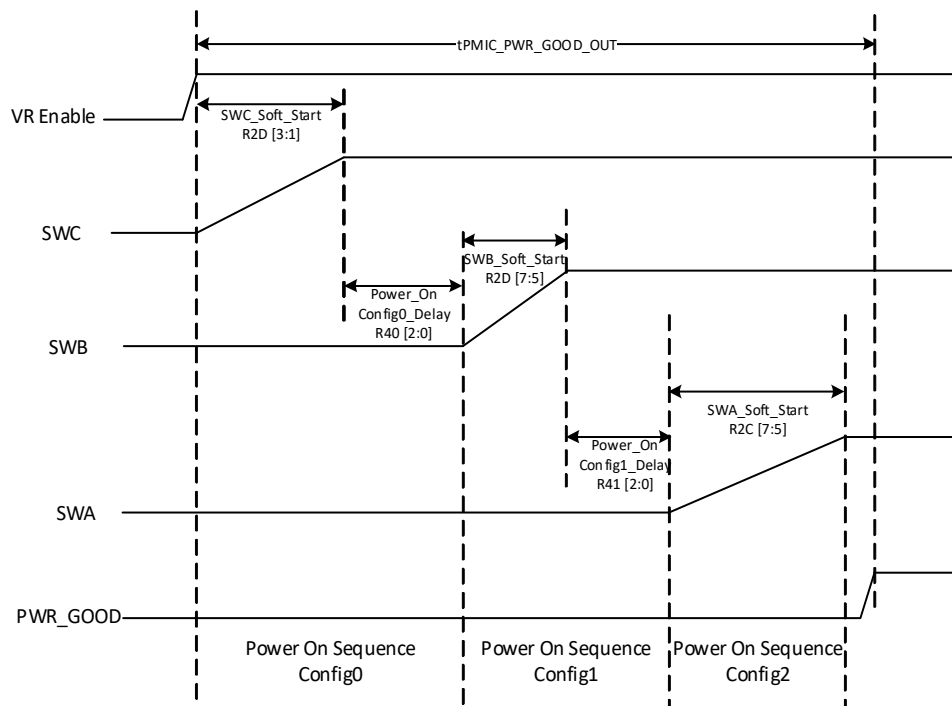 tPMIC_PWR_GOOD_OUT
VR Enable
SWC_Soft_Start
R2D [3:1]
SWC
SWB_Soft_Start
R2D [7:5]
Power_On
Config0_Delay
R40 [2:0]
SWB
SWA_Soft_Start
R2C [7:5]
Power_On
Config1_Delay
R41 [2:0]
SWA
PWR_GOOD
Power On Sequence
Config0
Power On Sequence
Config1
Power On Sequence
Config2